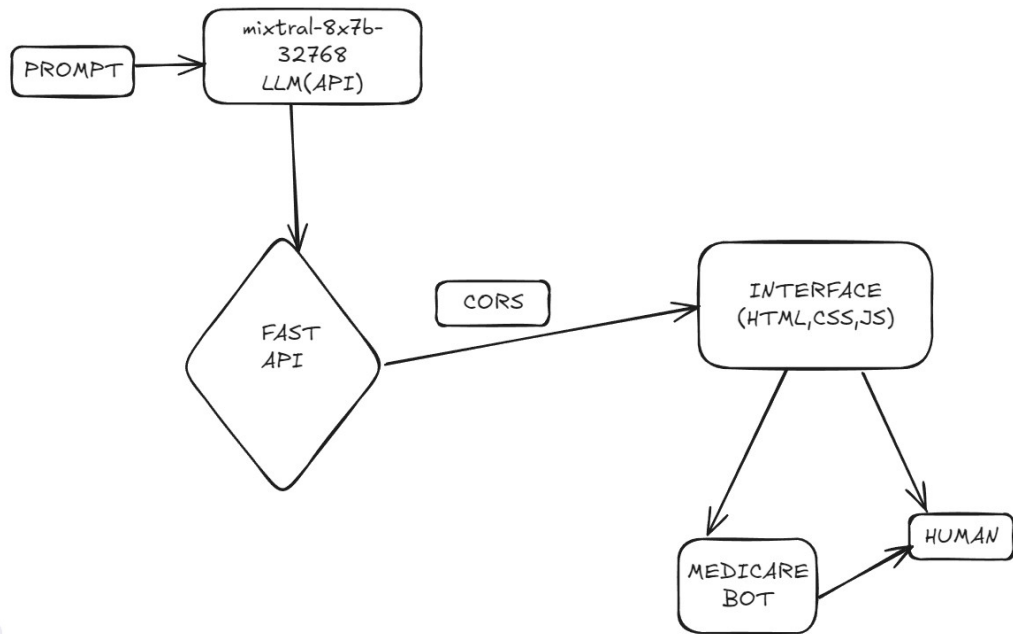 PROMPT
mixtral-8x7b-
32768
LLM(API)
FAST
API
CORS
INTERFACE
(HTML,CSS,JS)
MEDICARE
BOT
HUMAN